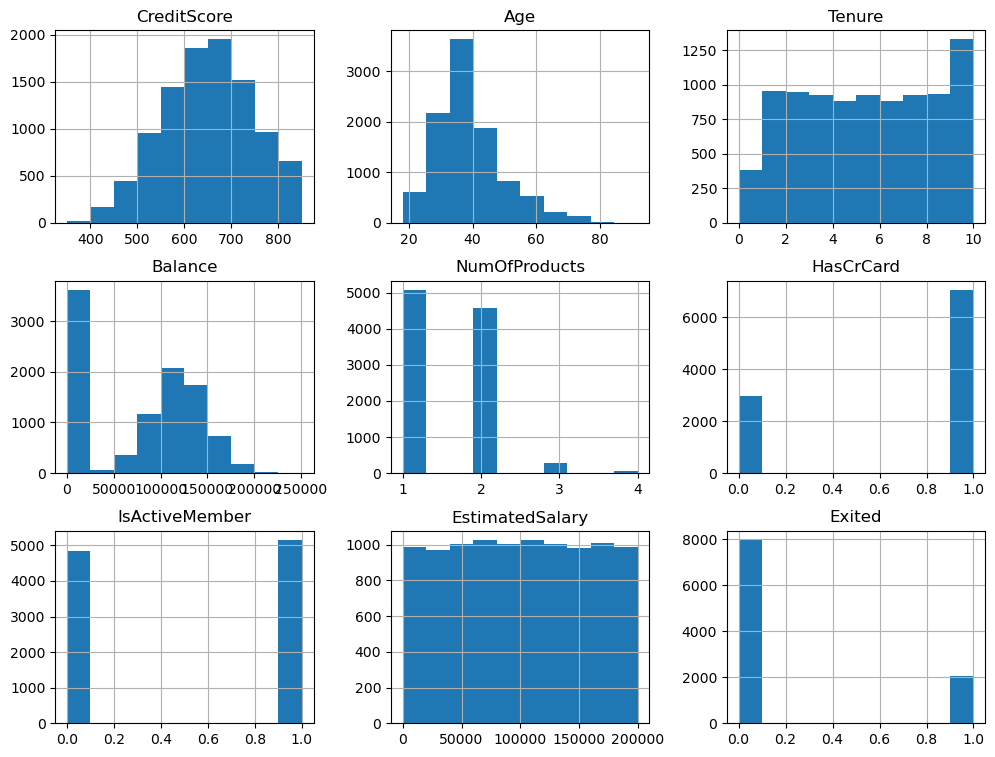 CreditScore
2000
1500
1000
500
0
400 500 600 700 800
Age
3000
2000
1000
0
20 40 60 80
Tenure
1250
1000
750
500
250
0
0 2 4 6 8 10
Balance
3000
2000
1000
0
0 50000 100000 150000 200000 250000
NumOfProducts
5000
4000
3000
2000
1000
0
1 2 3 4
HasCrCard
6000
4000
2000
0
0.0 0.2 0.4 0.6 0.8 1.0
IsActiveMember
5000
4000
3000
2000
1000
0
0.0 0.2 0.4 0.6 0.8 1.0
EstimatedSalary
1000
800
600
400
200
0
0 50000 100000 150000 200000
Exited
8000
6000
4000
2000
0
0.0 0.2 0.4 0.6 0.8 1.0